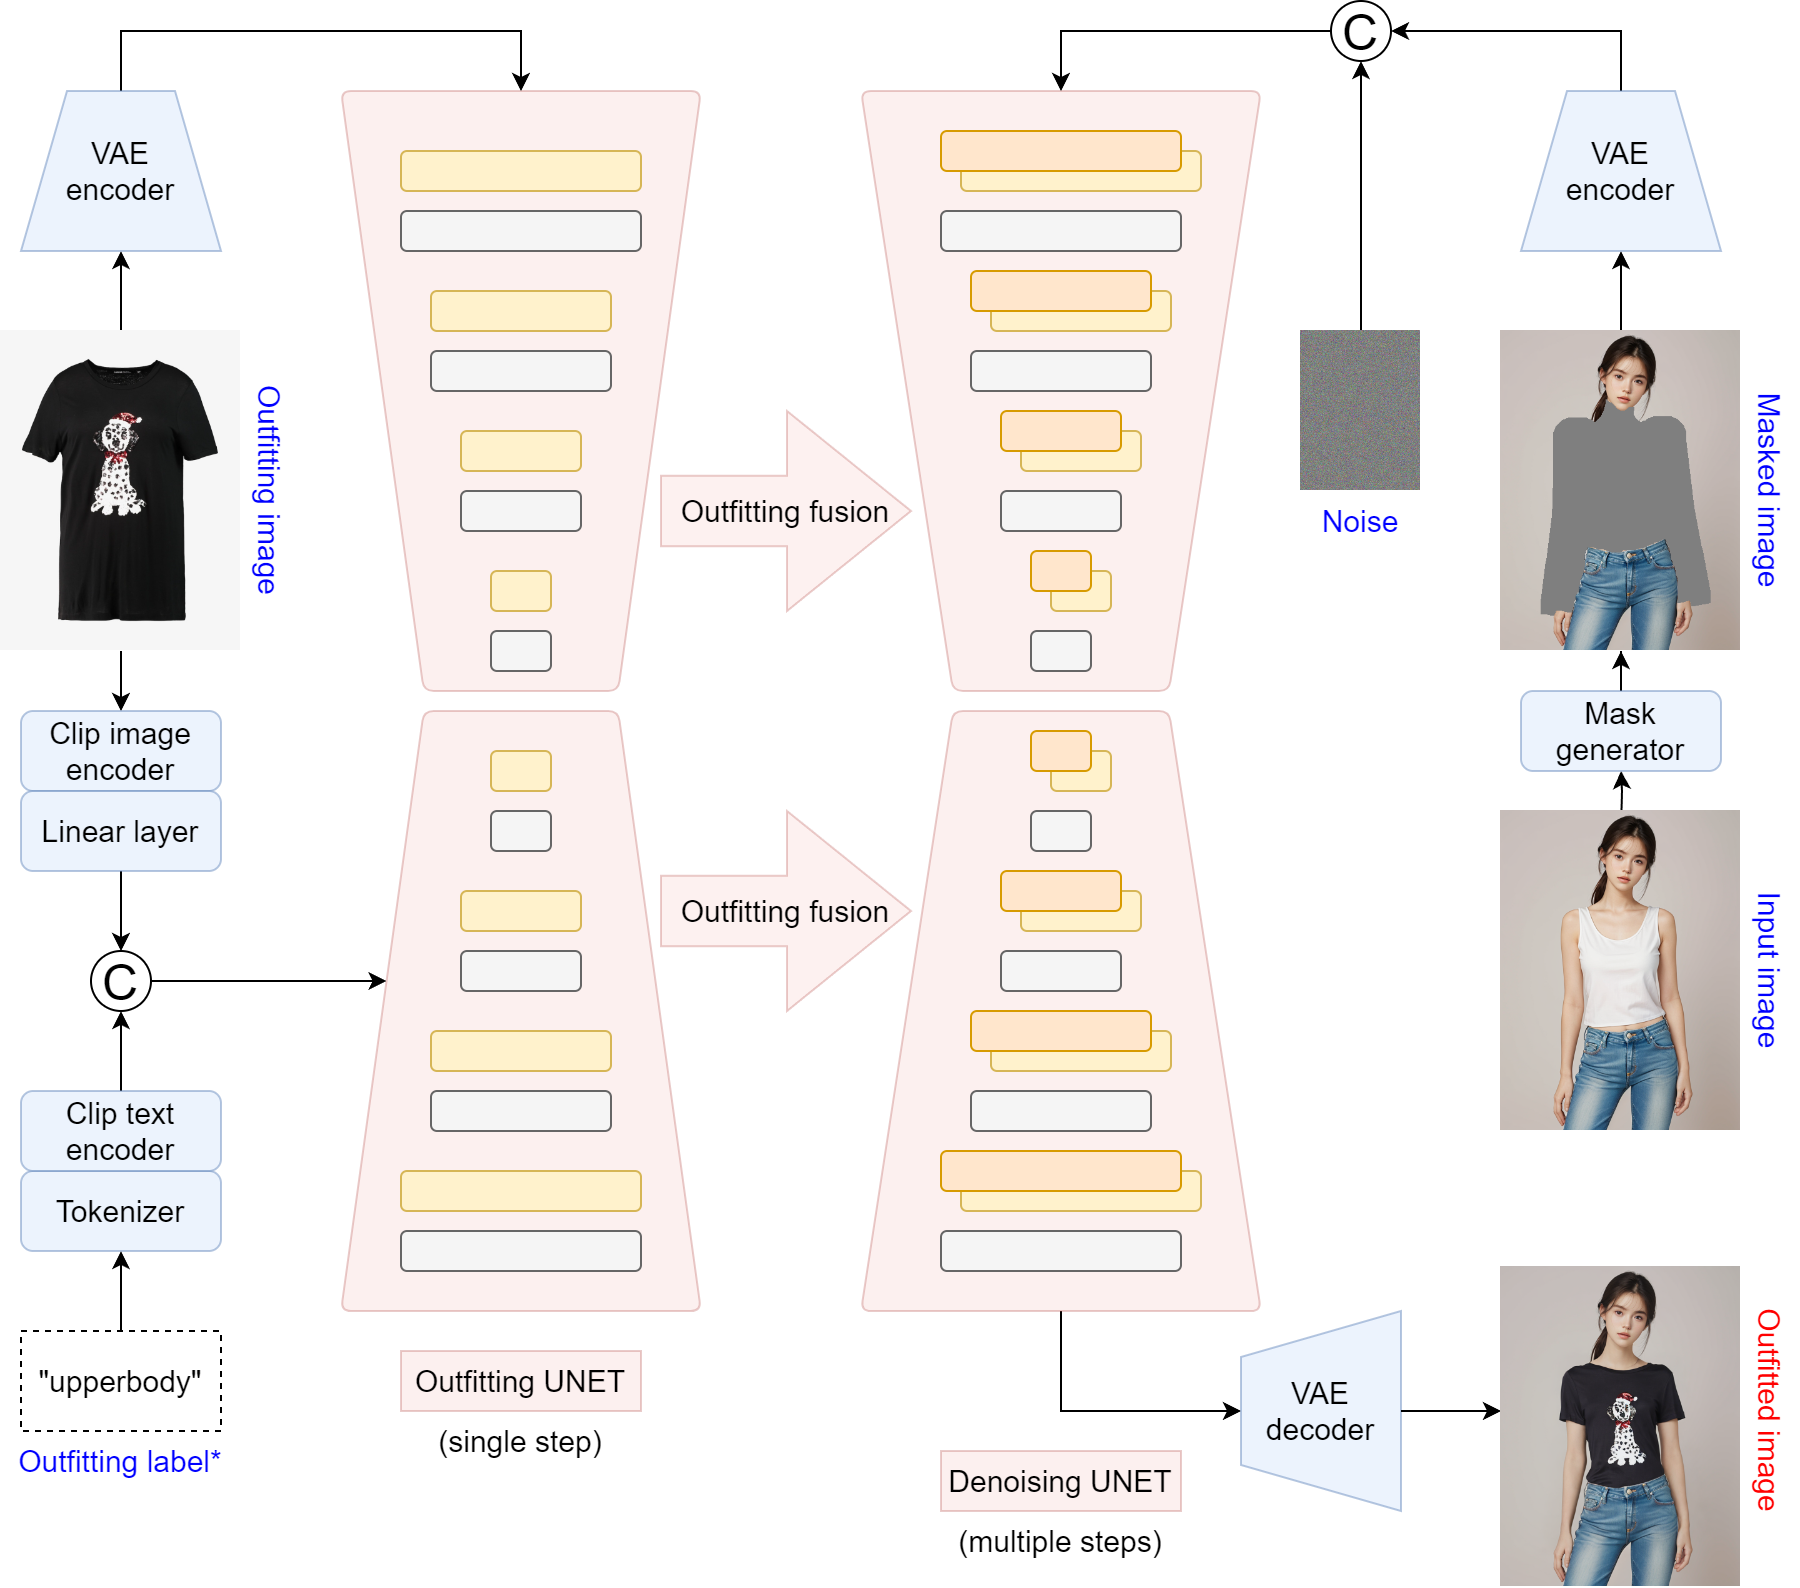 C
VAE
encoder
VAE
encoder
Outfitting image
Outfitting fusion
Noise
Masked image
Clip image
encoder
Linear layer
Mask
generator
Outfitting fusion
C
Input image
Clip text
encoder
Tokenizer
"upperbody"
Outfitting label*
Outfitting UNET
(single step)
Denoising UNET
(multiple steps)
VAE
decoder
Outfitted image